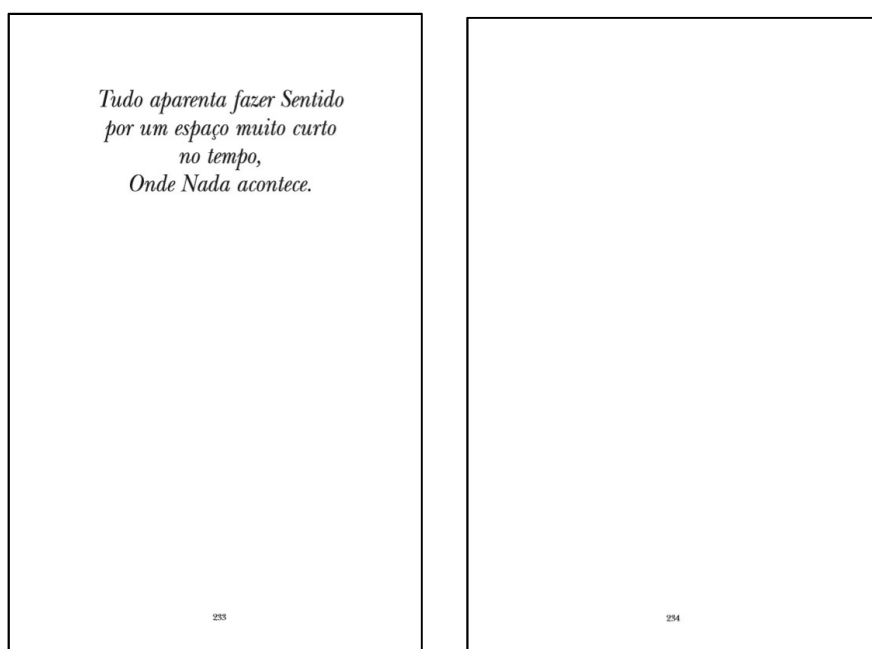 Tudo aparenta fazer Sentido
por um espaço muito curto
no tempo,
Onde Nada acontece.
233
234